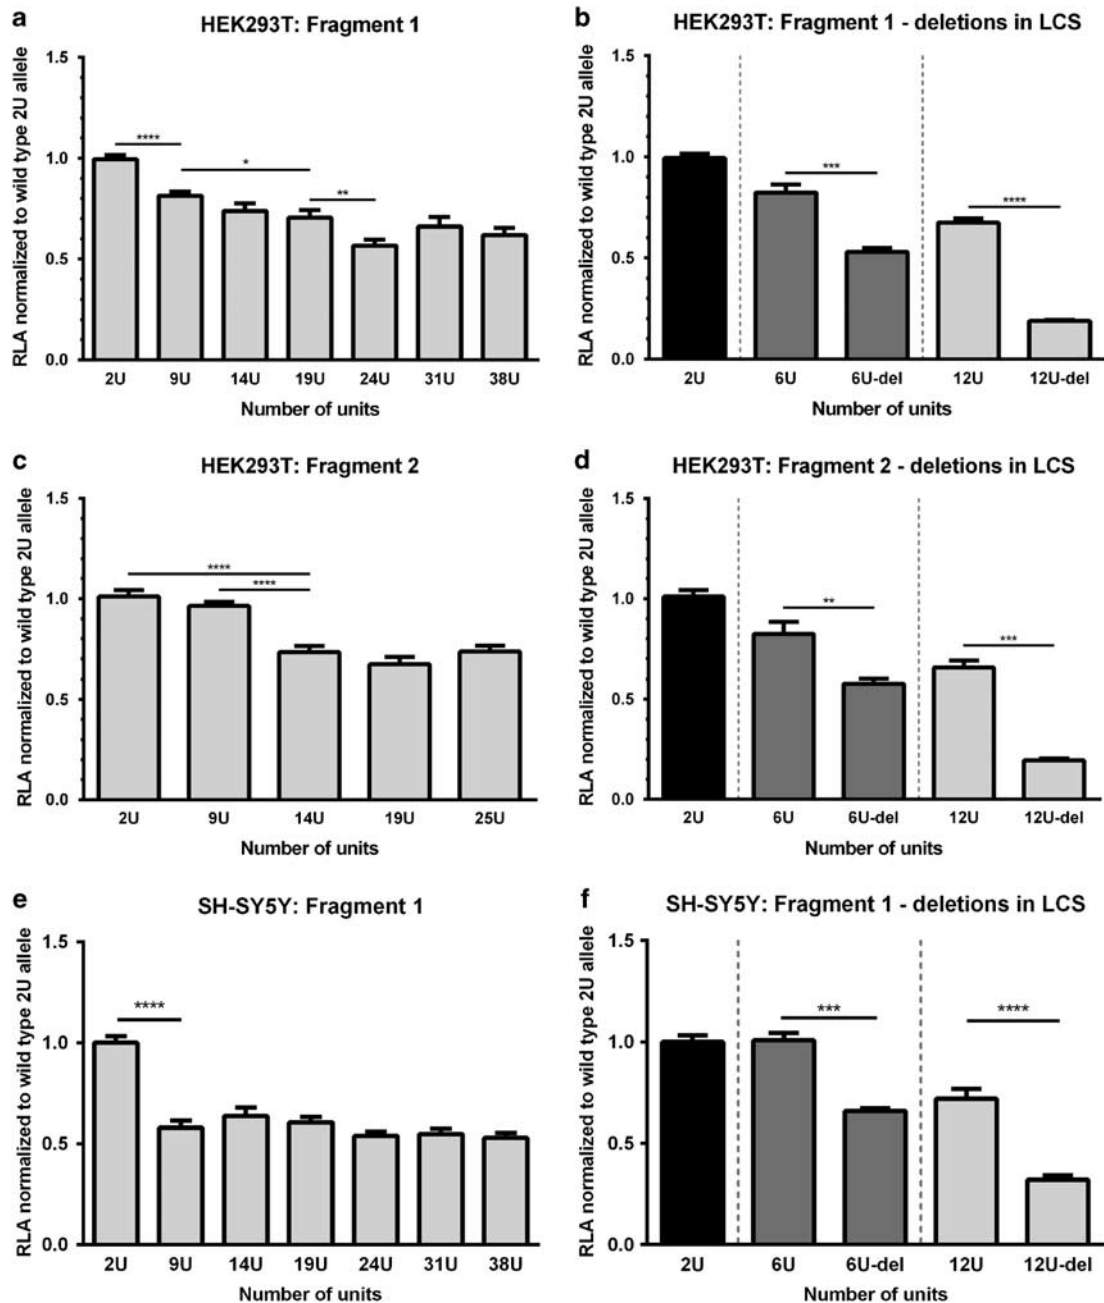 a
HEK293T: Fragment 1
RLA normalized to wild type 2U allele
1.5
1.0
0.5
0.0
****
*
**
2U 9U 14U 19U 24U 31U 38U
Number of units
b
HEK293T: Fragment 1 - deletions in LCS
RLA normalized to wild type 2U allele
1.5
1.0
0.5
0.0
***
****
2U 6U 6U-del 12U 12U-del
Number of units
c
HEK293T: Fragment 2
RLA normalized to wild type 2U allele
1.5
1.0
0.5
0.0
****
****
2U 9U 14U 19U 25U
Number of units
d
HEK293T: Fragment 2 - deletions in LCS
RLA normalized to wild type 2U allele
1.5
1.0
0.5
0.0
**
***
2U 6U 6U-del 12U 12U-del
Number of units
e
SH-SY5Y: Fragment 1
RLA normalized to wild type 2U allele
1.5
1.0
0.5
0.0
****
2U 9U 14U 19U 24U 31U 38U
Number of units
f
SH-SY5Y: Fragment 1 - deletions in LCS
RLA normalized to wild type 2U allele
1.5
1.0
0.5
0.0
***
****
2U 6U 6U-del 12U 12U-del
Number of units